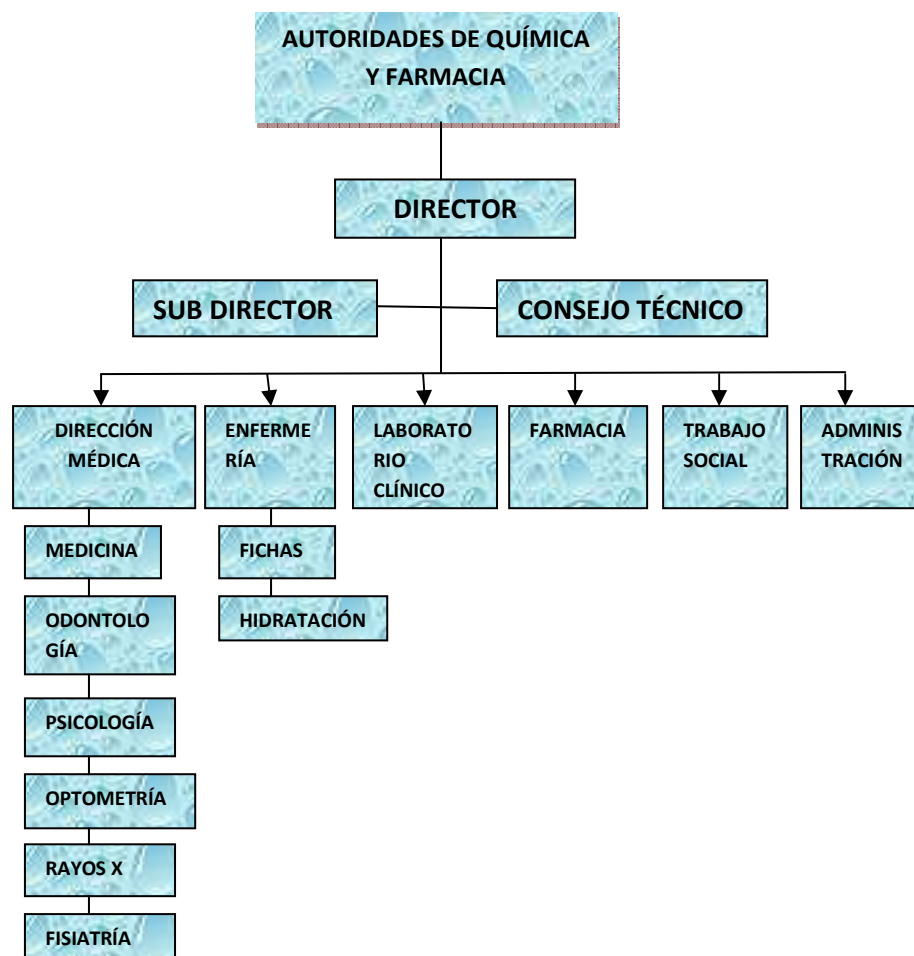 AUTORIDADES DE QUÍMICA
Y FARMACIA
DIRECTOR
SUB DIRECTOR
CONSEJO TÉCNICO
DIRECCIÓN
MÉDICA
ENFERME
RÍA
LABORATO
RIO
CLÍNICO
FARMACIA
TRABAJO
SOCIAL
ADMINIS
TRACIÓN
MEDICINA
FICHAS
ODONTOLO
GÍA
HIDRATACIÓN
PSICOLOGÍA
OPTOMETRÍA
RAYOS X
FISIATRÍA